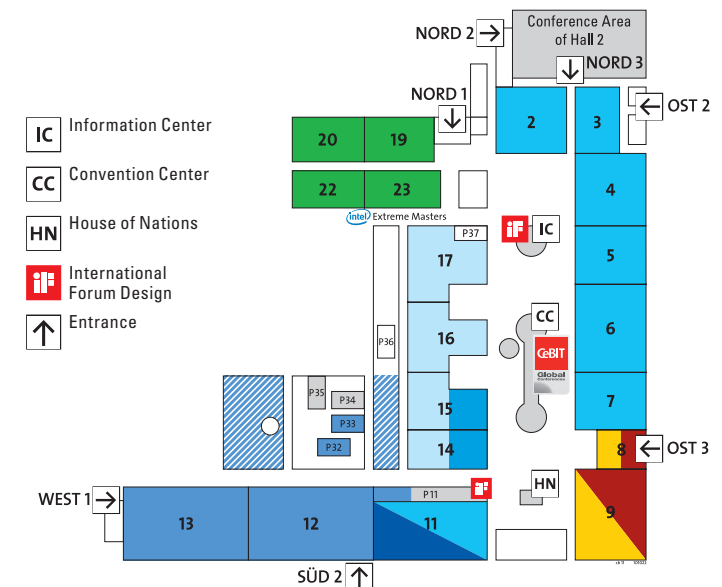 Conference Area
of Hall 2
NORD 2
NORD 3
NORD 1
OST 2
IC
Information Center
CC
Convention Center
HN
House of Nations
iF
International
Forum Design
Entrance
20
19
2
3
22
23
4
intel Extreme Masters
P37
iF
IC
17
5
CC
16
P36
6
CeBIT
Global
Conferences
P35
P34
P33
P32
15
7
14
8
OST 3
WEST 1
P11
iF
HN
13
12
11
9
SÜD 2